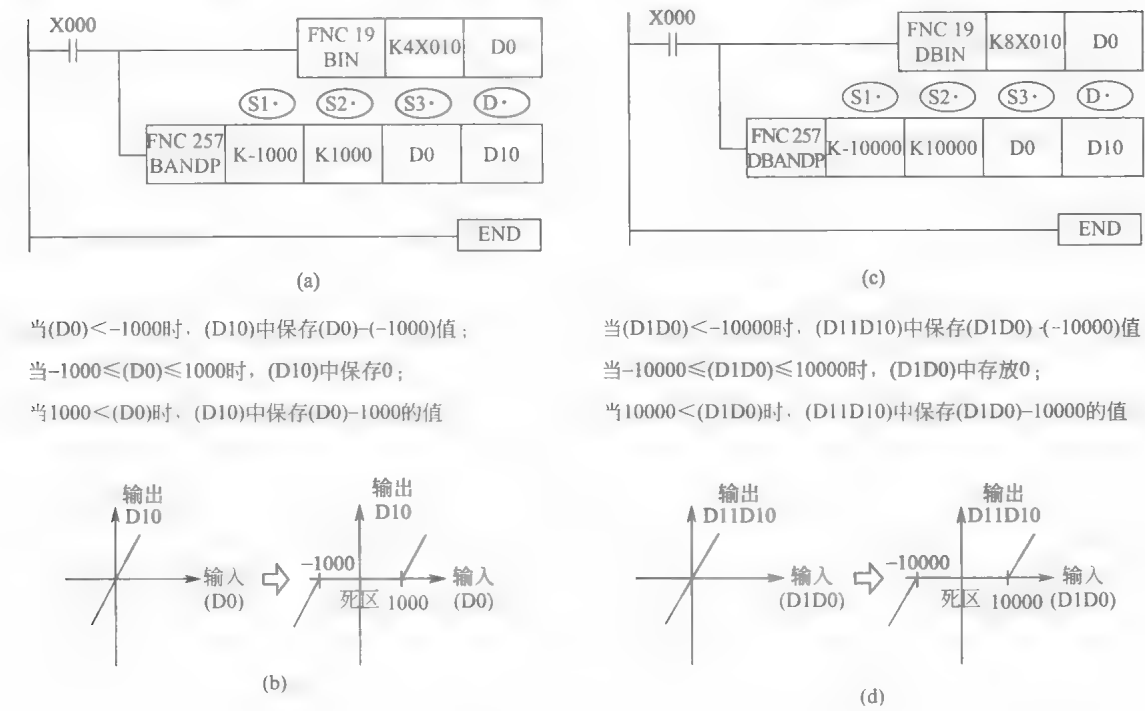 X000
FNC 19
BIN
K4X010
D0
S1·
S2·
S3·
D·
FNC 257
BANDP
K-1000
K1000
D0
D10
END
(a)
X000
FNC 19
DBIN
K8X010
D0
S1·
S2·
S3·
D·
FNC 257
DBANDP
K-10000
K10000
D0
D10
END
(c)
当(D0)<-1000时，(D10)中保存(D0)-(-1000)值；
当-1000≤(D0)≤1000时，(D10)中保存0；
当1000<(D0)时，(D10)中保存(D0)-1000的值
当(D1D0)<-10000时，(D11D10)中保存(D1D0)-(-10000)值
当-10000≤(D1D0)≤10000时，(D1D0)中存放0；
当10000<(D1D0)时，(D11D10)中保存(D1D0)-10000的值
输出
D10
输入
(D0)
输出
D10
-1000
死区
1000
输入
(D0)
(b)
输出
D11D10
输入
(D1D0)
输出
D11D10
-10000
死区
10000
输入
(D1D0)
(d)